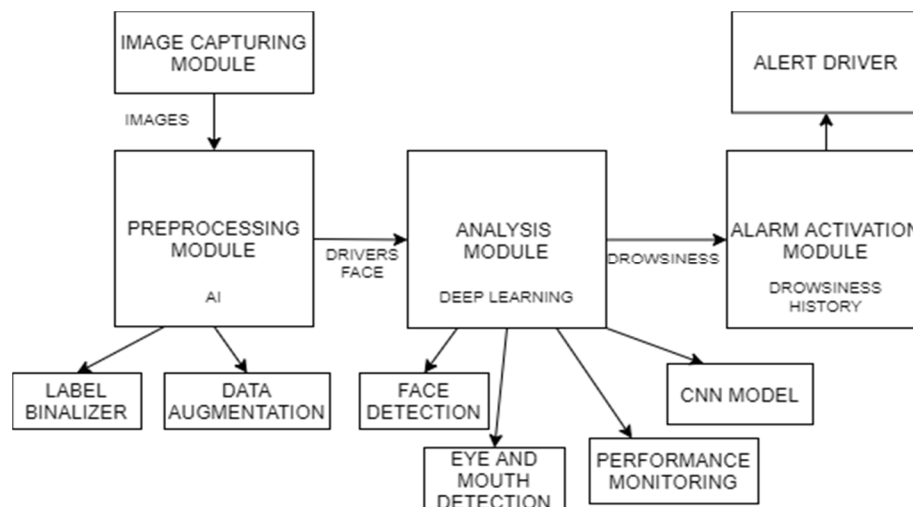 IMAGE CAPTURING
MODULE
ALERT DRIVER
IMAGES
PREPROCESSING
MODULE
AI
DRIVERS
FACE
ANALYSIS
MODULE
DEEP LEARNING
DROWSINESS
ALARM ACTIVATION
MODULE
DROWSINESS
HISTORY
LABEL
BINALIZER
DATA
AUGMENTATION
FACE
DETECTION
EYE AND
MOUTH
DETECTION
PERFORMANCE
MONITORING
CNN MODEL